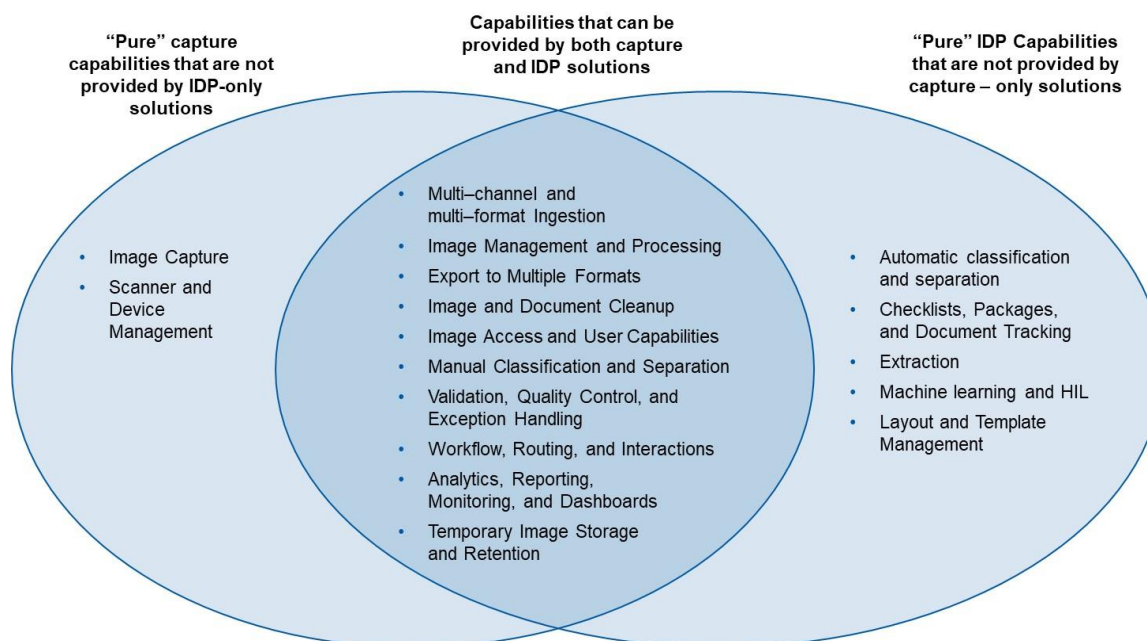 “Pure” capture
capabilities that are not
provided by IDP-only
solutions
Capabilities that can be
provided by both capture
and IDP solutions
“Pure” IDP Capabilities
that are not provided by
capture – only solutions
• Image Capture
• Scanner and
Device
Management
• Multi–channel and
multi–format Ingestion
• Image Management and Processing
• Export to Multiple Formats
• Image and Document Cleanup
• Image Access and User Capabilities
• Manual Classification and Separation
• Validation, Quality Control, and
Exception Handling
• Workflow, Routing, and Interactions
• Analytics, Reporting,
Monitoring, and Dashboards
• Temporary Image Storage
and Retention
• Automatic classification
and separation
• Checklists, Packages,
and Document Tracking
• Extraction
• Machine learning and HIL
• Layout and Template
Management